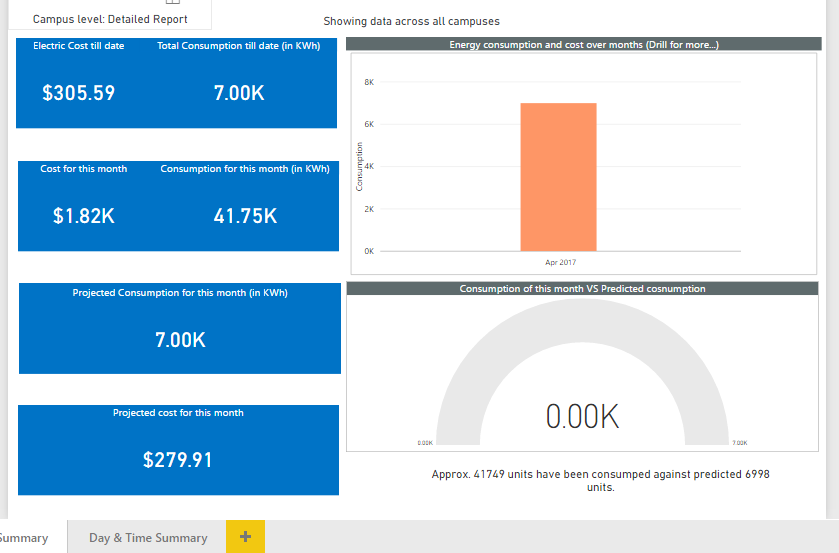 Campus level: Detailed Report
Showing data across all campuses
Electric Cost till date
Total Consumption till date (in KWh)
$305.59
7.00K
Cost for this month
Consumption for this month (in KWh)
$1.82K
41.75K
Projected Consumption for this month (in KWh)
7.00K
Projected cost for this month
$279.91
Energy consumption and cost over months (Drill for more...)
Consumption
8K
6K
4K
2K
0K
Apr 2017
Consumption of this month VS Predicted cosnumption
0.00K
0.00K
7.00K
Approx. 41749 units have been consumped against predicted 6998
units.
Summary
Day & Time Summary
+